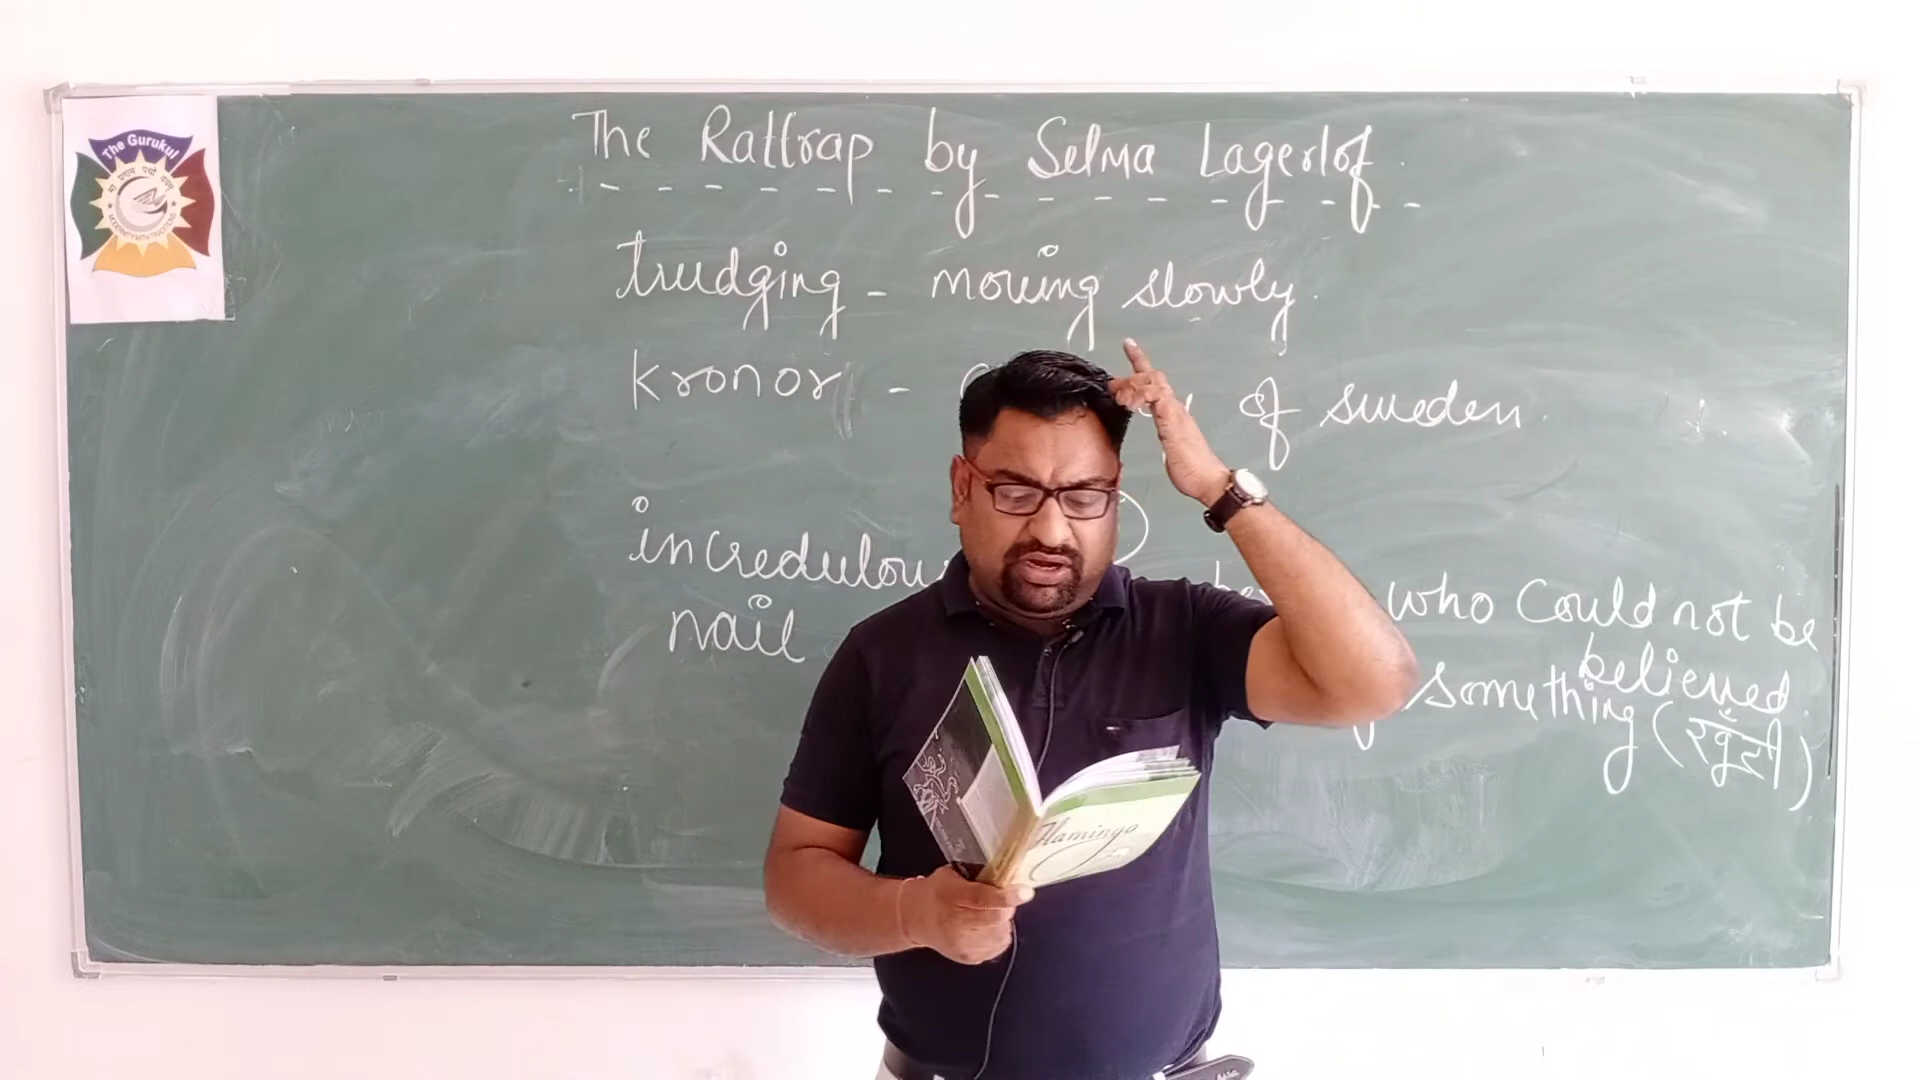 The Gurukul
The Rattrap by Selma Lagerlof.
trudging - moving slowly.
kronor - of sweden.
incredulous who Could not be
believed.
nail something (खूँटी)
Flamingo